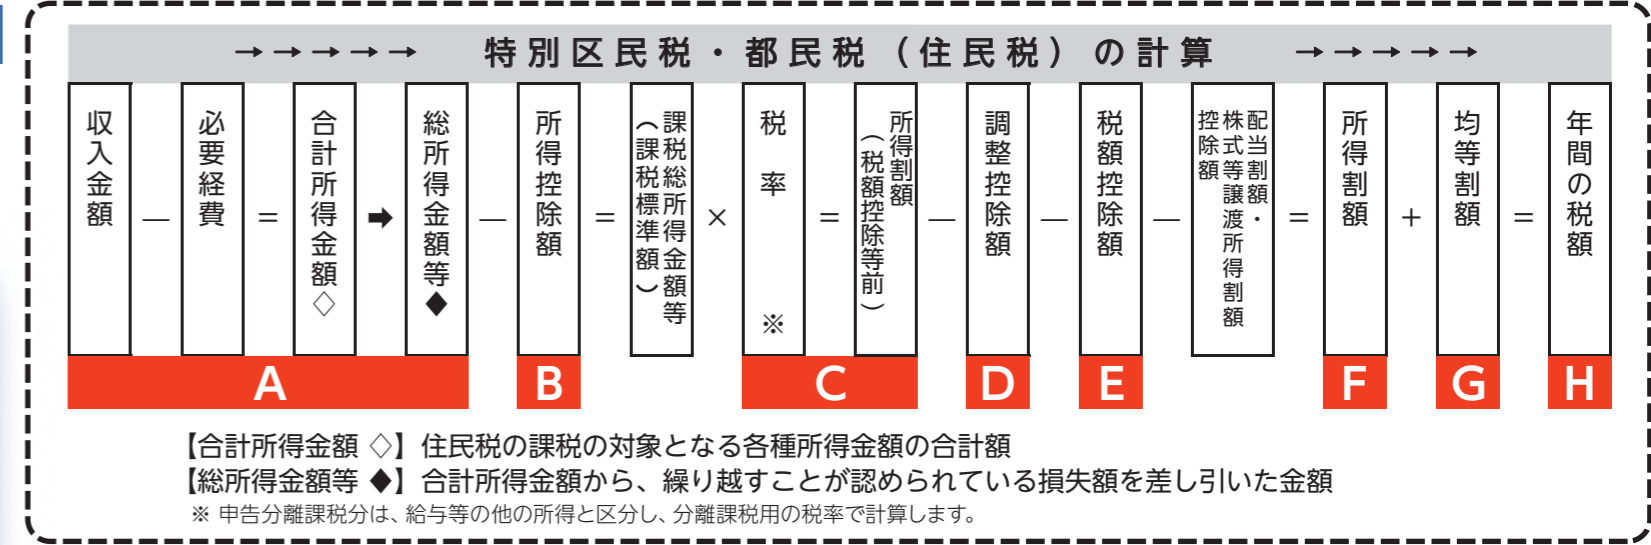 →→→→→ 特別区民税・都民税（住民税）の計算 →→→→→
収入金額
－
必要経費
＝
合計所得金額◇
➡
総所得金額等◆
－
所得控除額
＝
課税総所得金額等
（課税標準額）
×
税率 ※
＝
所得割額
（税額控除等前）
－
調整控除額
－
税額控除額
－
配当割額・
株式等譲渡所得割額
控除額
＝
所得割額
＋
均等割額
＝
年間の税額
A
B
C
D
E
F
G
H
【合計所得金額 ◇】住民税の課税の対象となる各種所得金額の合計額
【総所得金額等 ◆】合計所得金額から、繰り越すことが認められている損失額を差し引いた金額
※ 申告分離課税分は、給与等の他の所得と区分し、分離課税用の税率で計算します。